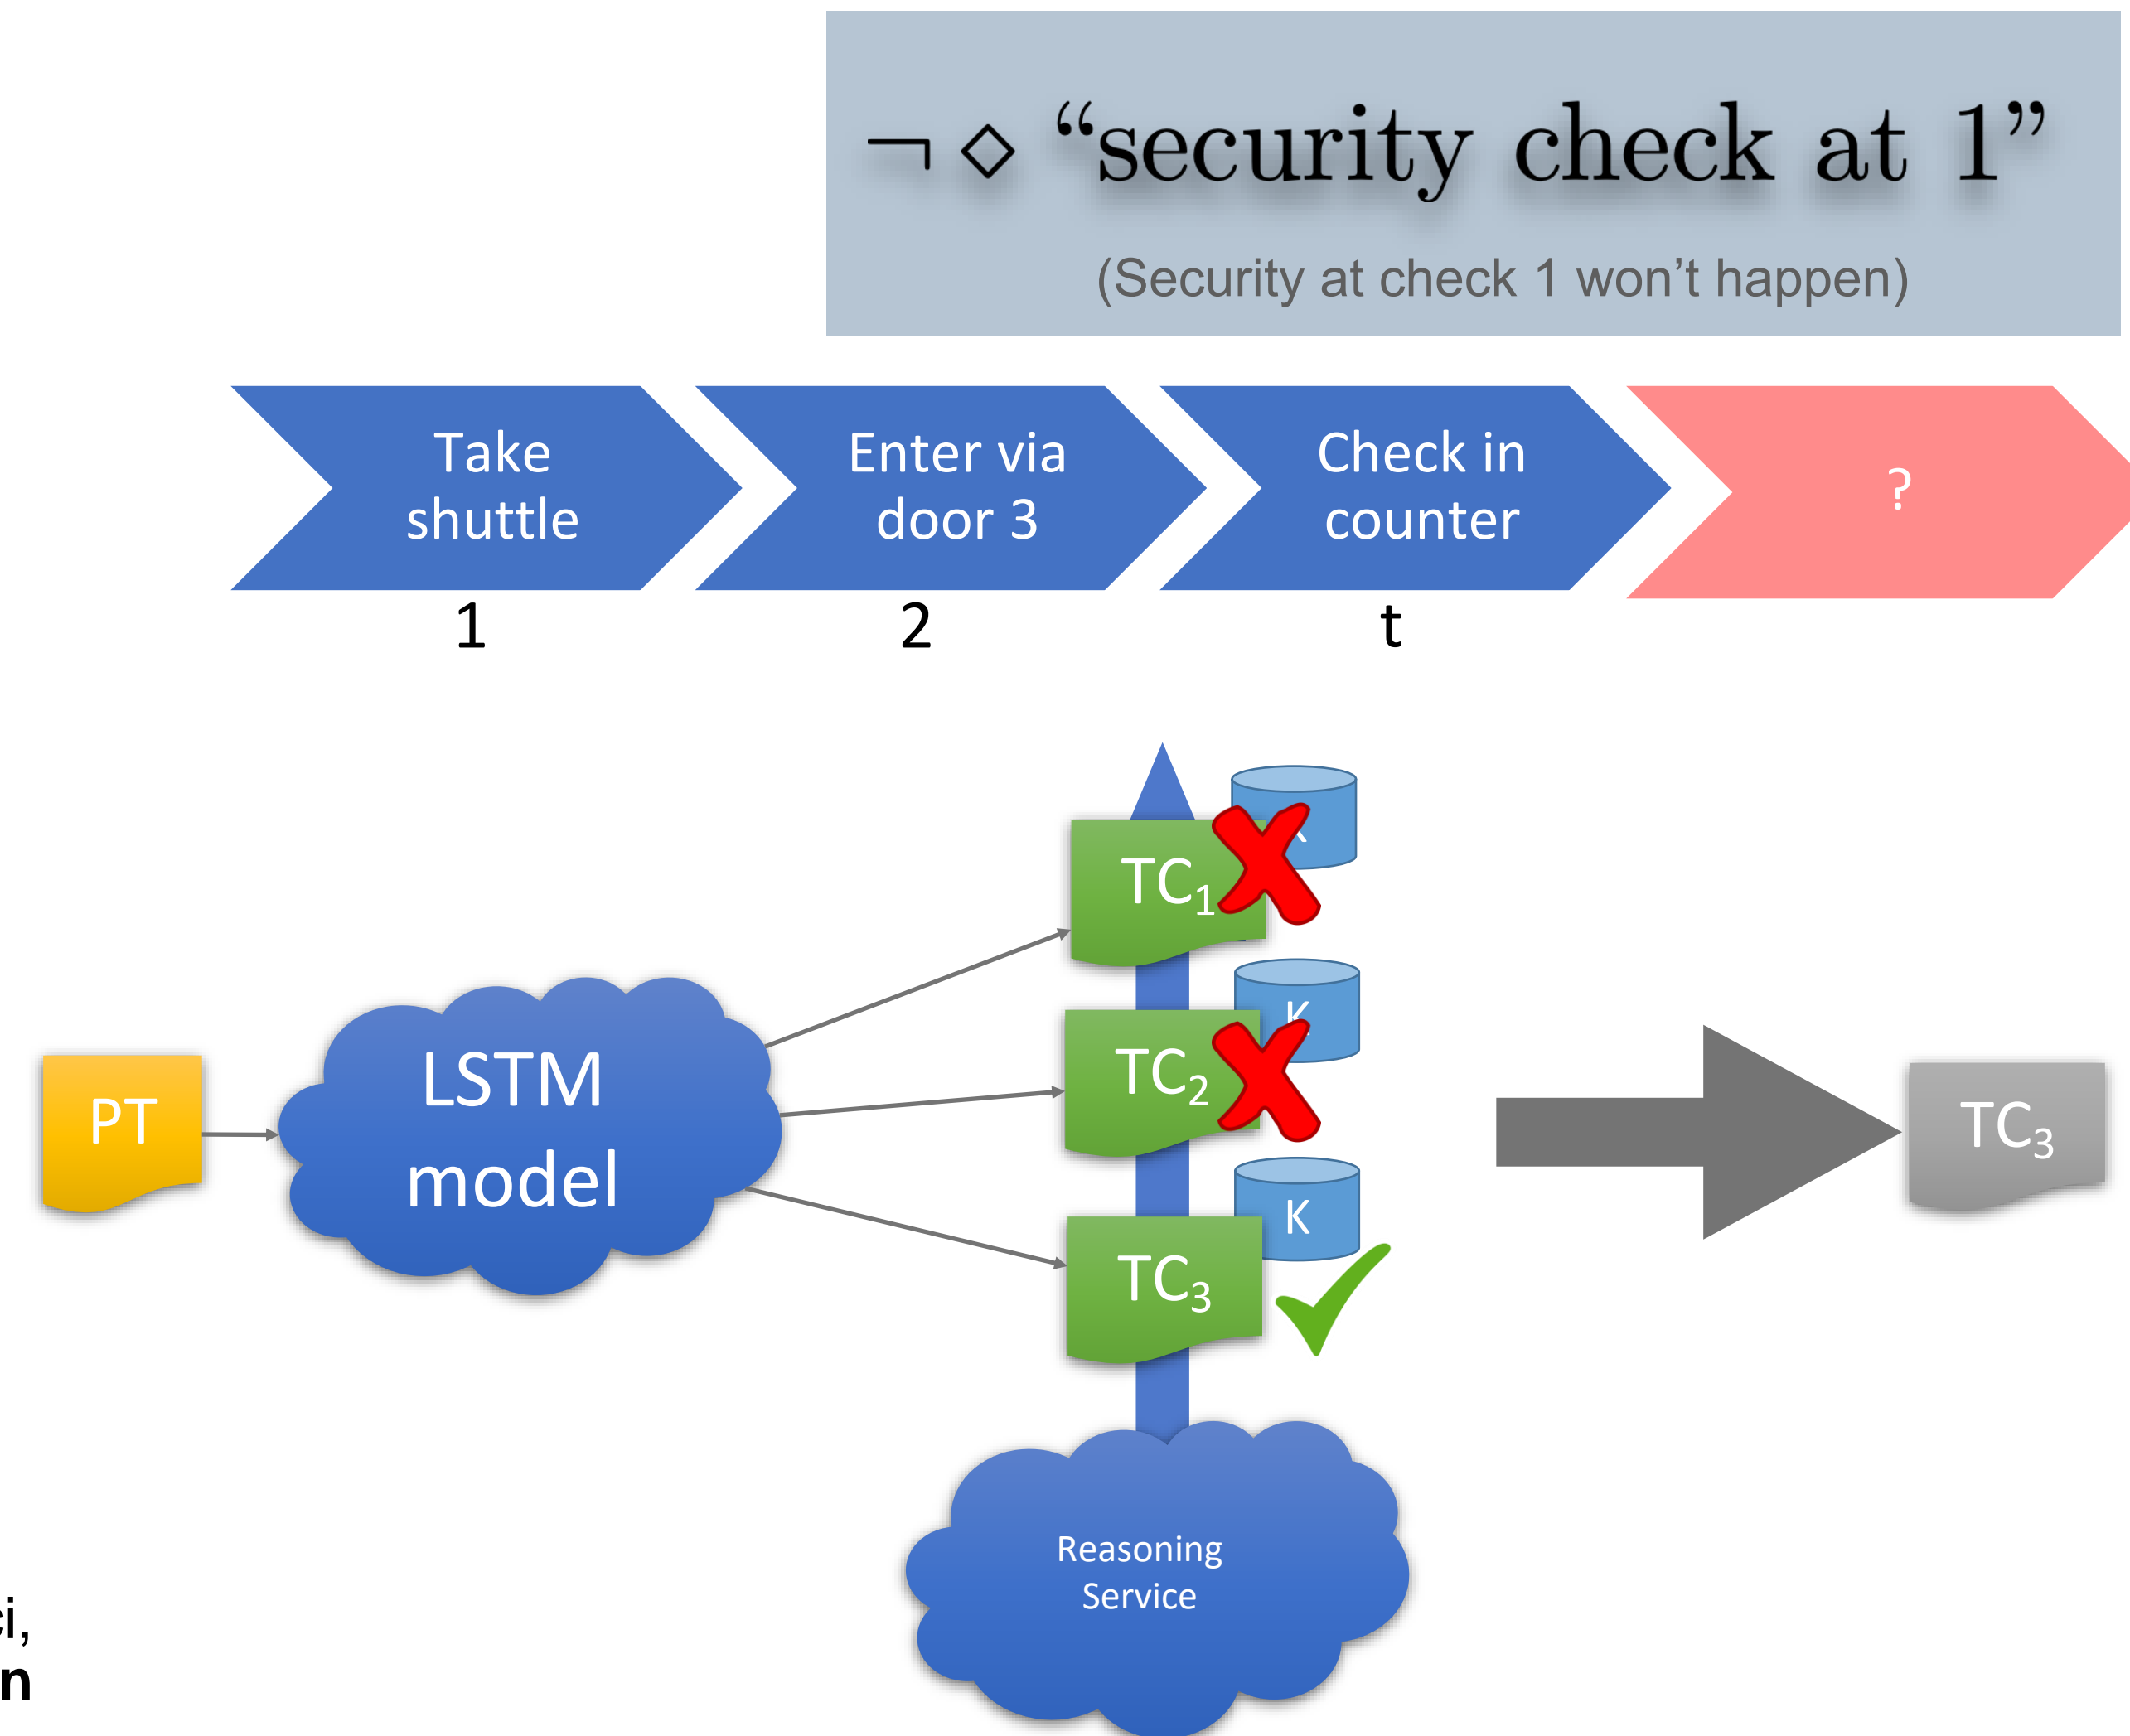 ¬ ◇ “security check at 1”
(Security at check 1 won’t happen)
Take
shuttle
Enter via
door 3
Check in
counter
?
1
2
t
TC1
K
TC2
K
TC3
PT
LSTM
model
TC3
Reasoning
Service
ci,
n